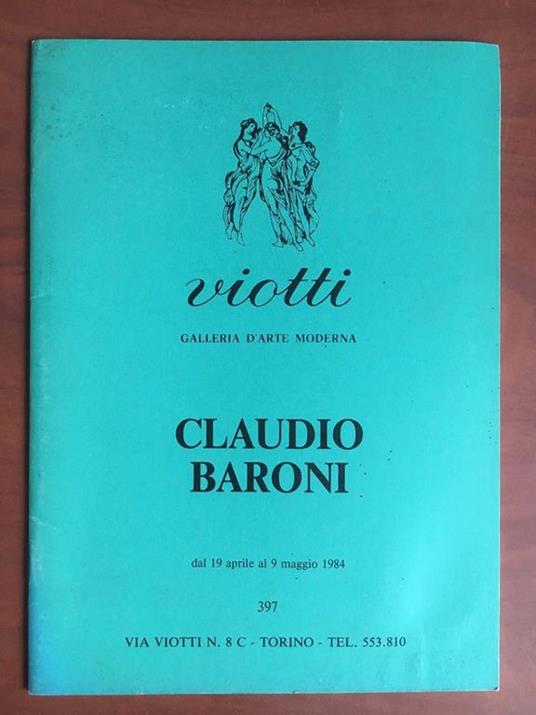 viotti
GALLERIA D'ARTE MODERNA
CLAUDIO
BARONI
dal 19 aprile al 9 maggio 1984
397
VIA VIOTTI N. 8 C - TORINO - TEL. 553.810